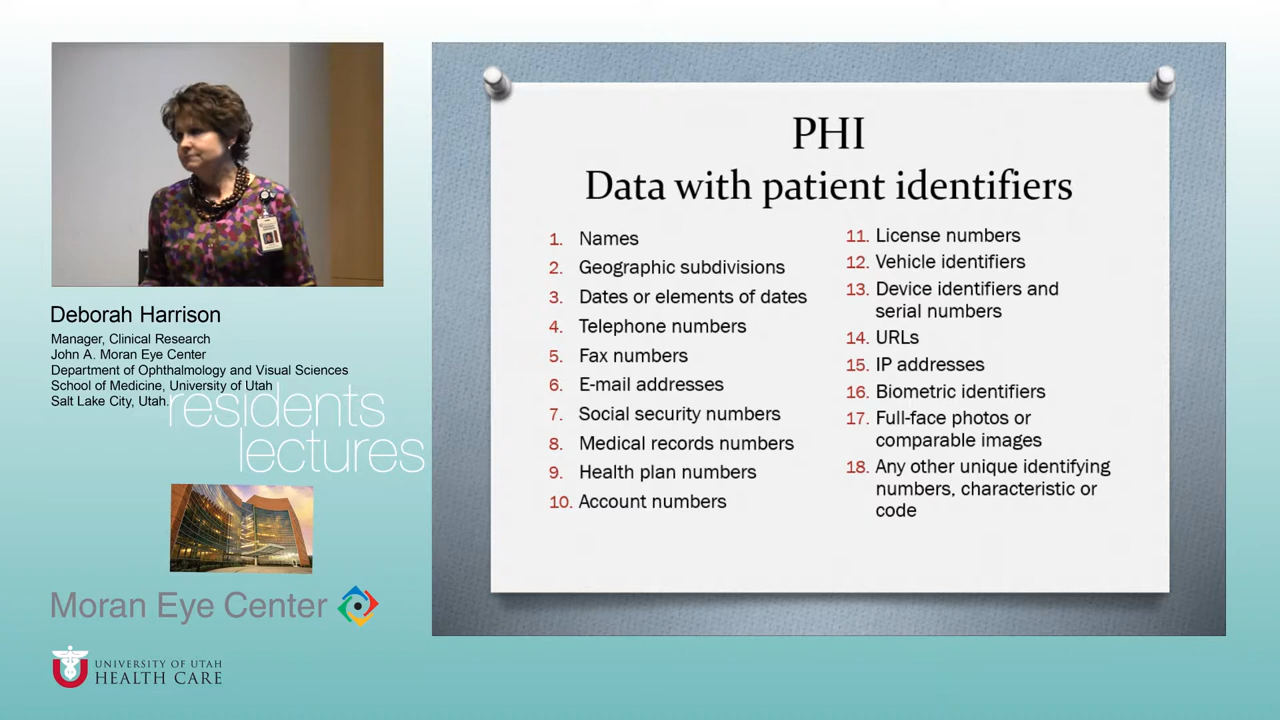 Deborah Harrison
Manager, Clinical Research
John A. Moran Eye Center
Department of Ophthalmology and Visual Sciences
School of Medicine, University of Utah
Salt Lake City, Utah.
residents
lectures
Moran Eye Center
UNIVERSITY OF UTAH
HEALTH CARE
PHI
Data with patient identifiers
1. Names
2. Geographic subdivisions
3. Dates or elements of dates
4. Telephone numbers
5. Fax numbers
6. E-mail addresses
7. Social security numbers
8. Medical records numbers
9. Health plan numbers
10. Account numbers
11. License numbers
12. Vehicle identifiers
13. Device identifiers and
serial numbers
14. URLs
15. IP addresses
16. Biometric identifiers
17. Full-face photos or
comparable images
18. Any other unique identifying
numbers, characteristic or
code